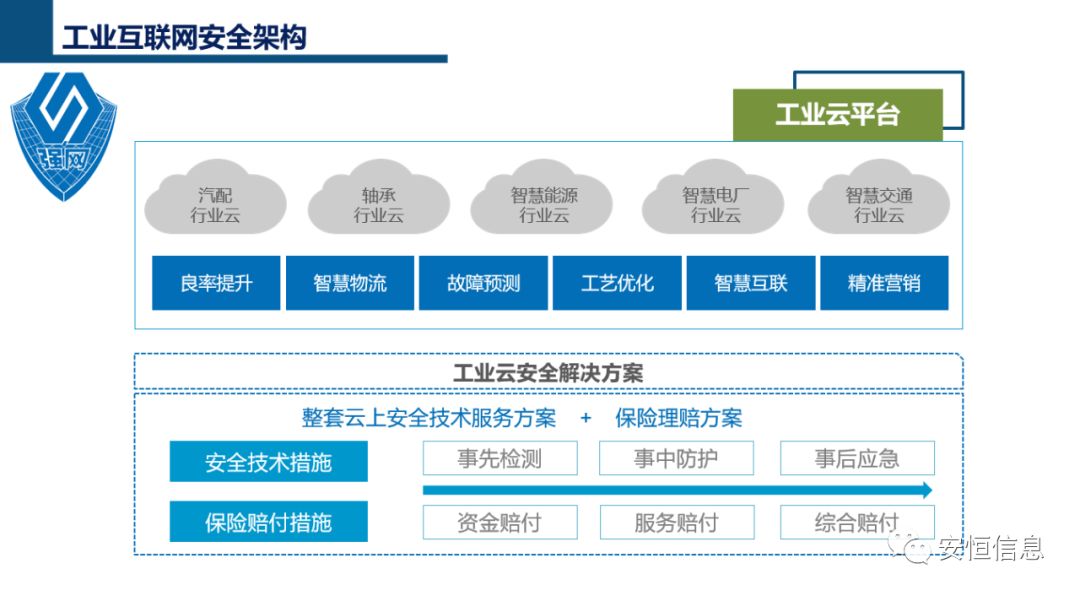 工业互联网安全架构
强网
工业云平台
汽配
行业云
轴承
行业云
智慧能源
行业云
智慧电厂
行业云
智慧交通
行业云
良率提升
智慧物流
故障预测
工艺优化
智慧互联
精准营销
工业云安全解决方案
整套云上安全技术服务方案 + 保险理赔方案
安全技术措施
事先检测
事中防护
事后应急
保险赔付措施
资金赔付
服务赔付
综合赔付
安恒信息